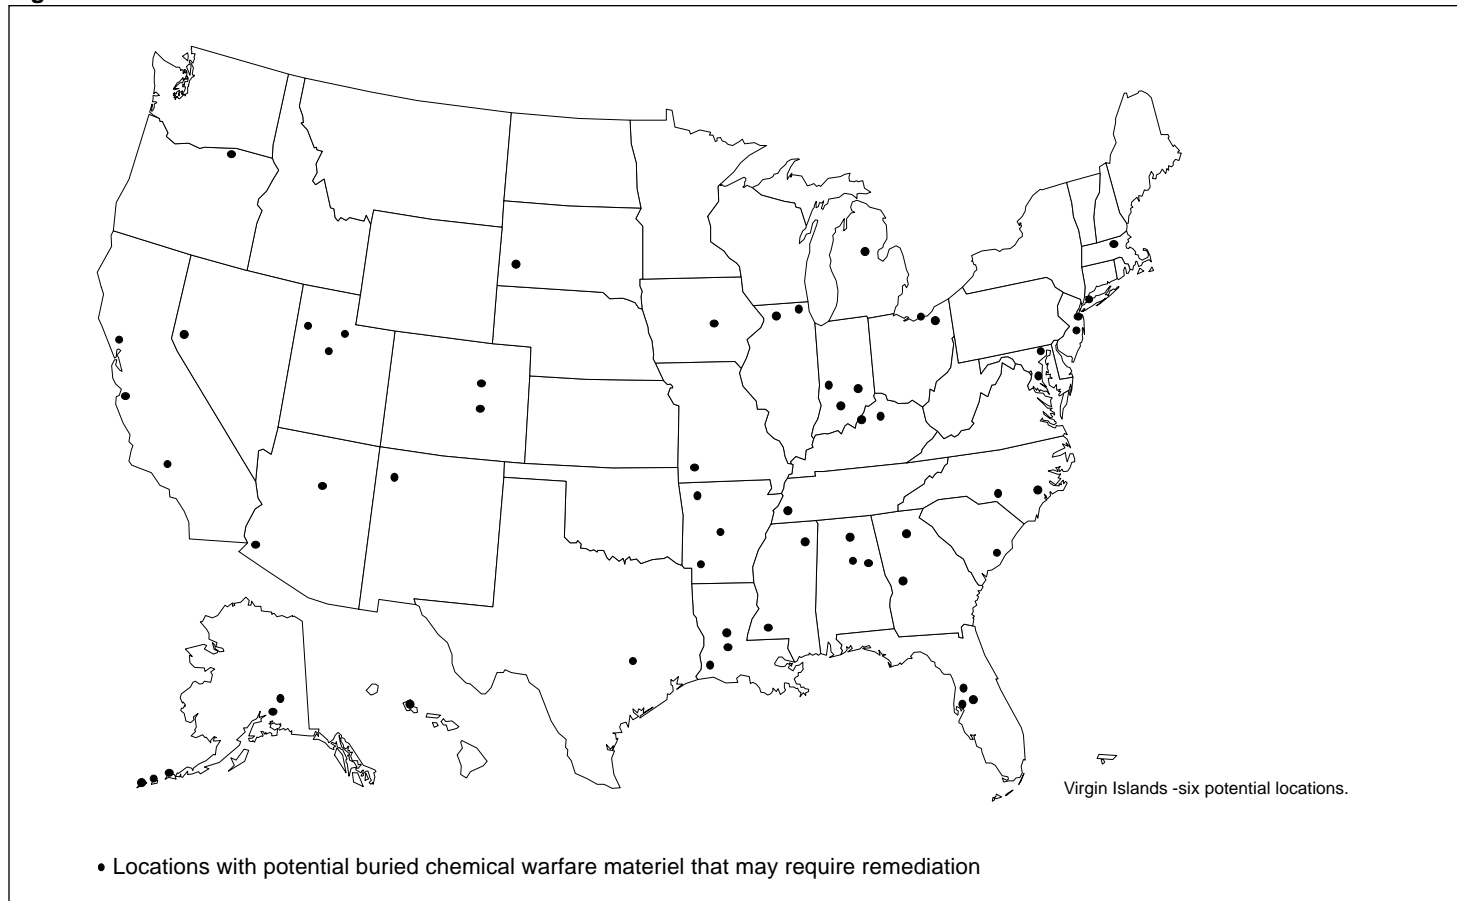 Virgin Islands -six potential locations.
• Locations with potential buried chemical warfare materiel that may require remediation